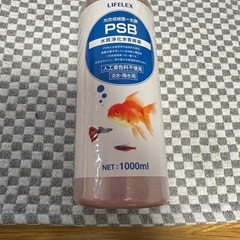 LIFELEX
光合成細菌=生菌
PSB
水質浄化栄養細菌
人工着色料不使用
淡水・海水用
NET:1000ml